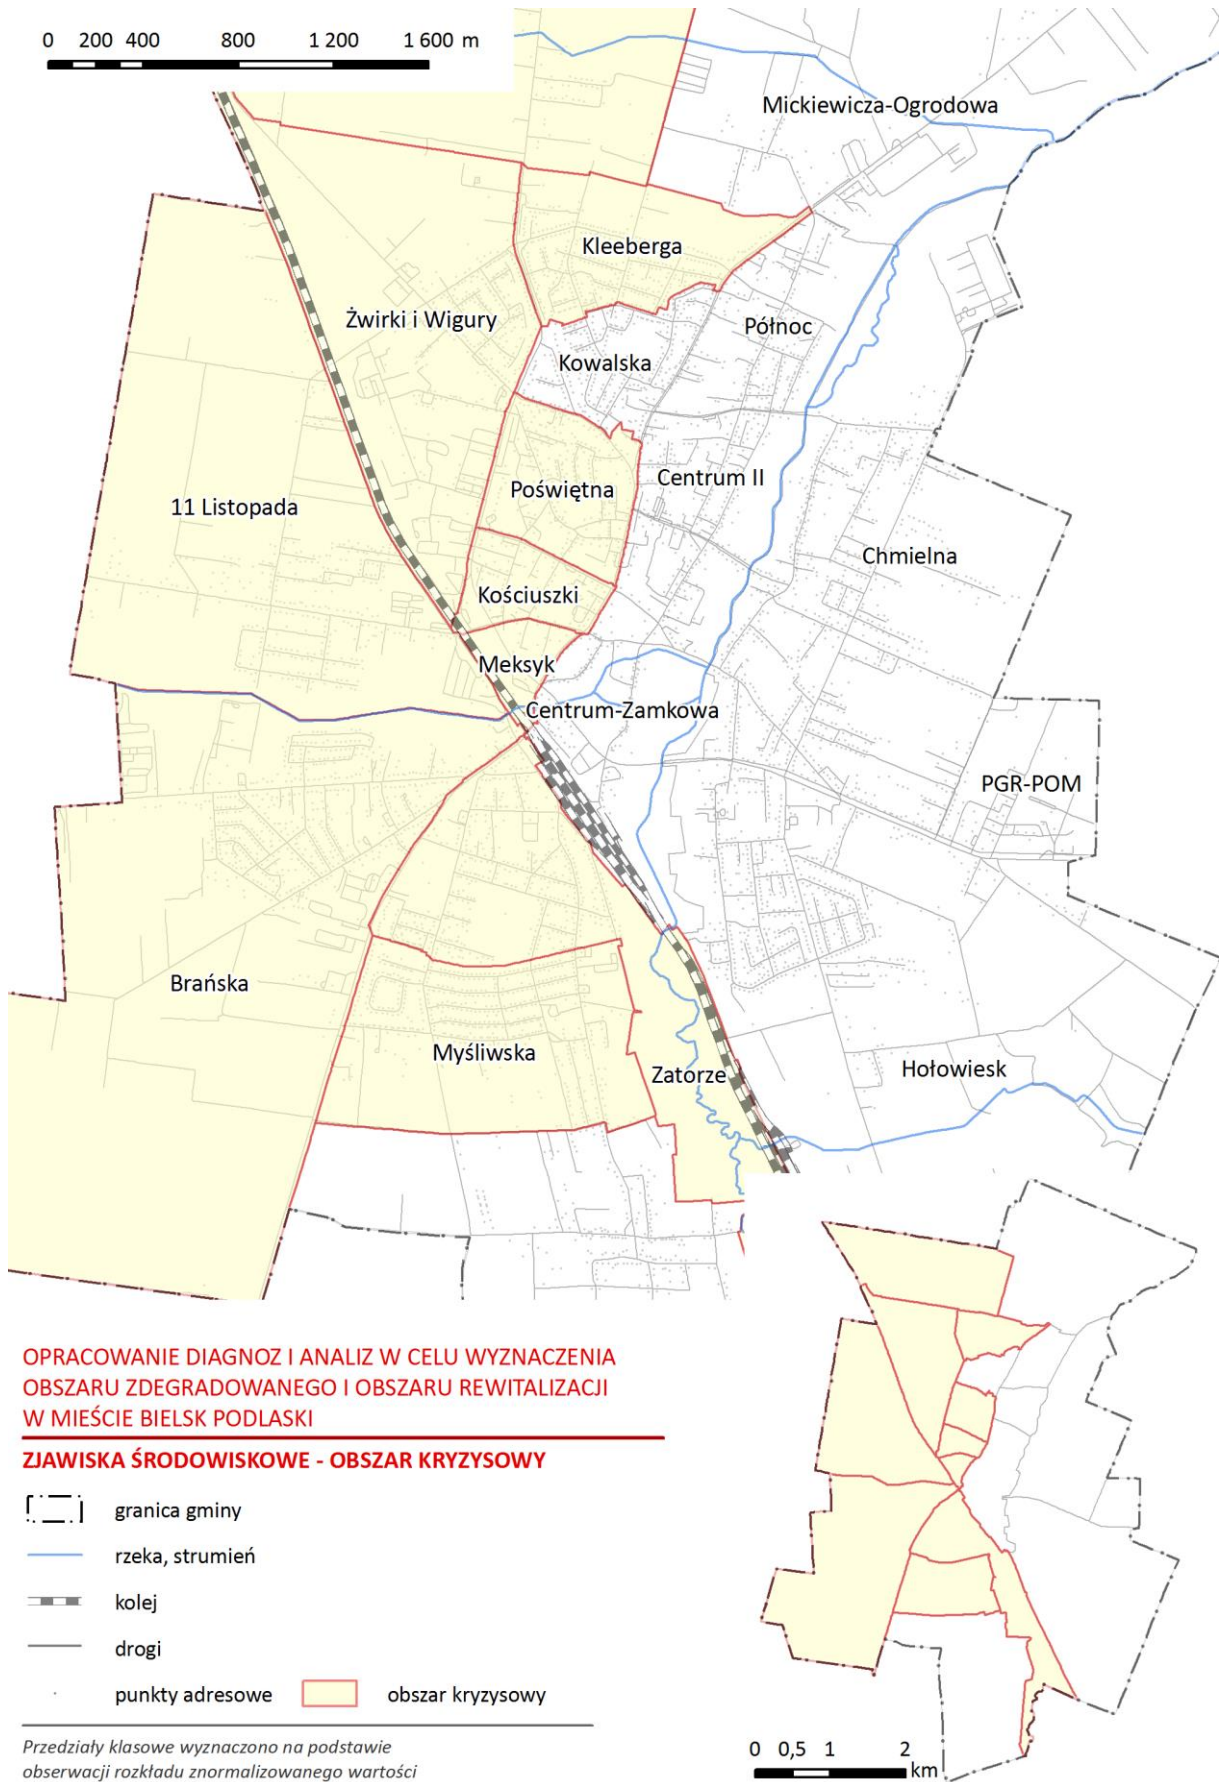 0 200 400 800 1 200 1 600 m
Mickiewicza-Ogrodowa
Kleeberga
Żwirki i Wigury
Północ
Kowalska
Poświętna
Centrum II
11 Listopada
Chmielna
Kościuszki
Meksyk
Centrum-Zamkowa
PGR-POM
Brańska
Myśliwska
Zatorze
Hołowiesk
OPRACOWANIE DIAGNOZ I ANALIZ W CELU WYZNACZENIA
OBSZARU ZDEGRADOWANEGO I OBSZARU REWITALIZACJI
W MIEŚCIE BIELSK PODLASKI
ZJAWISKA ŚRODOWISKOWE - OBSZAR KRYZYSOWY
granica gminy
rzeka, strumień
kolej
drogi
punkty adresowe
obszar kryzysowy
Przedziały klasowe wyznaczono na podstawie
obserwacji rozkładu znormalizowanego wartości
0 0,5 1 2
km